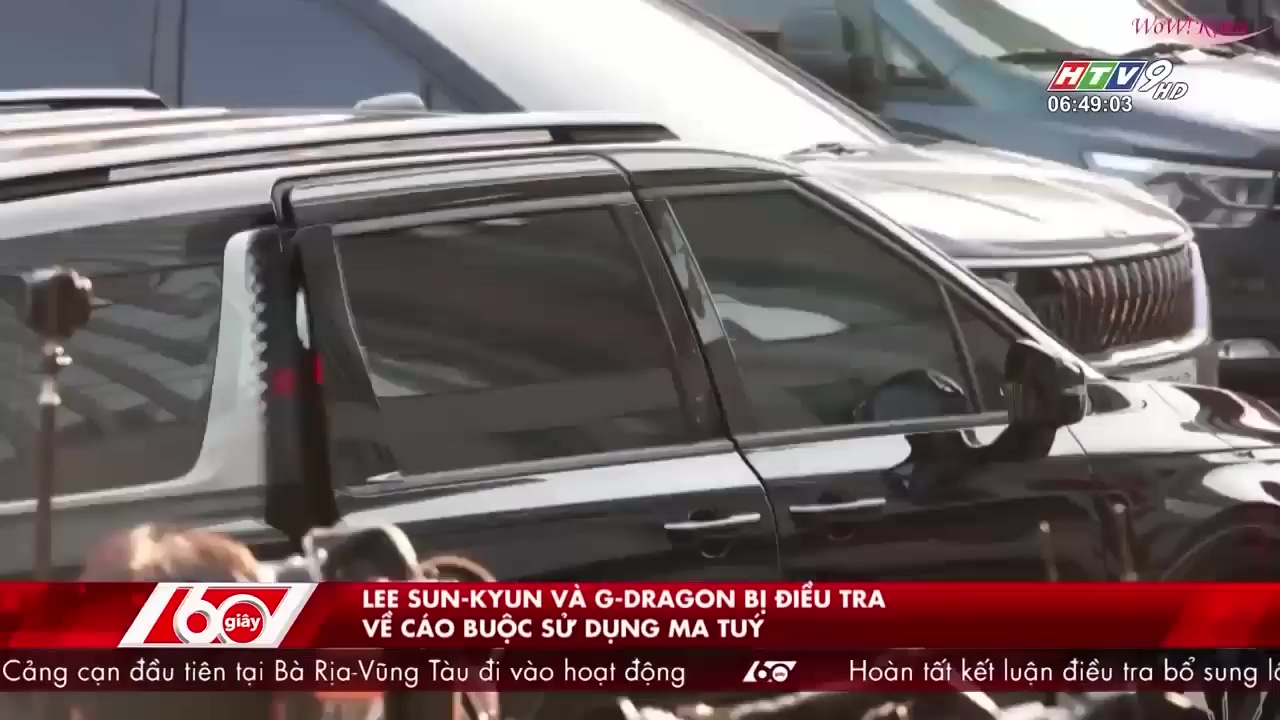 WoW! Korea
HTV9HD
06:49:03
60 giây
LEE SUN-KYUN VÀ G-DRAGON BỊ ĐIỀU TRA
VỀ CÁO BUỘC SỬ DỤNG MA TUÝ
Cảng cạn đầu tiên tại Bà Rịa-Vũng Tàu đi vào hoạt động 60 Hoàn tất kết luận điều tra bổ sung